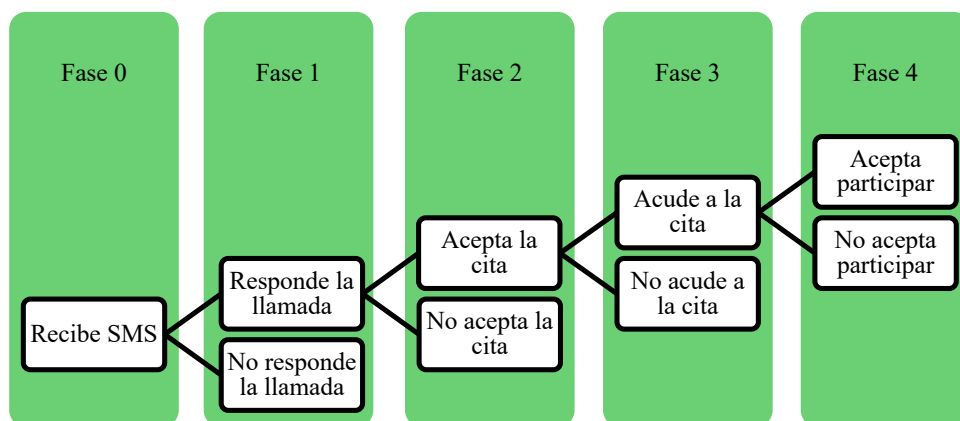 Fase 0
Fase 1
Fase 2
Fase 3
Fase 4
Recibe SMS
Responde la
llamada
No responde
la llamada
Acepta la
cita
No acepta la
cita
Acude a la
cita
No acude a
la cita
Acepta
participar
No acepta
participar